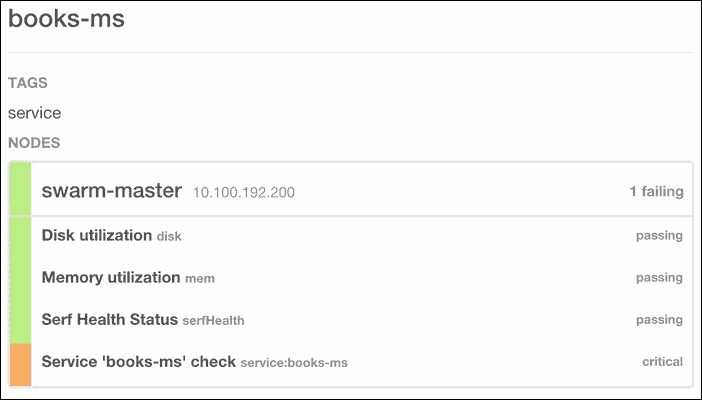 books-ms
TAGS
service
NODES
swarm-master 10.100.192.200 1 failing
Disk utilization disk passing
Memory utilization mem passing
Serf Health Status serfHealth passing
Service 'books-ms' check service:books-ms critical